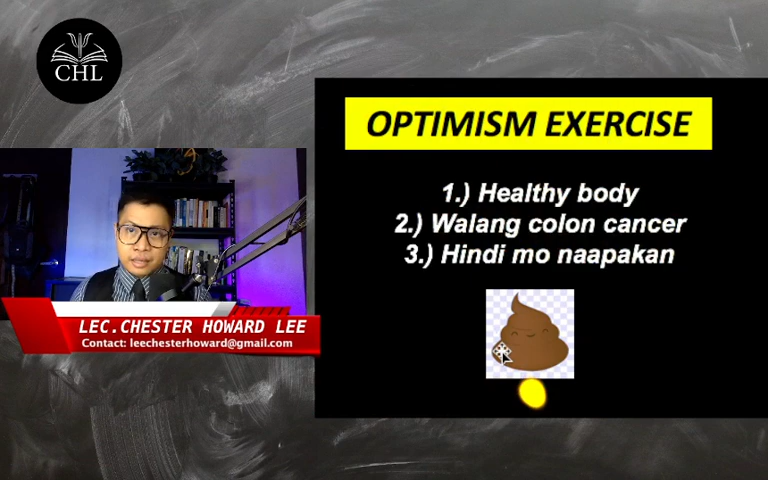 CHL
OPTIMISM EXERCISE
1.) Healthy body
2.) Walang colon cancer
3.) Hindi mo naapakan
LEC.CHESTER HOWARD LEE
Contact: leechesterhoward@gmail.com